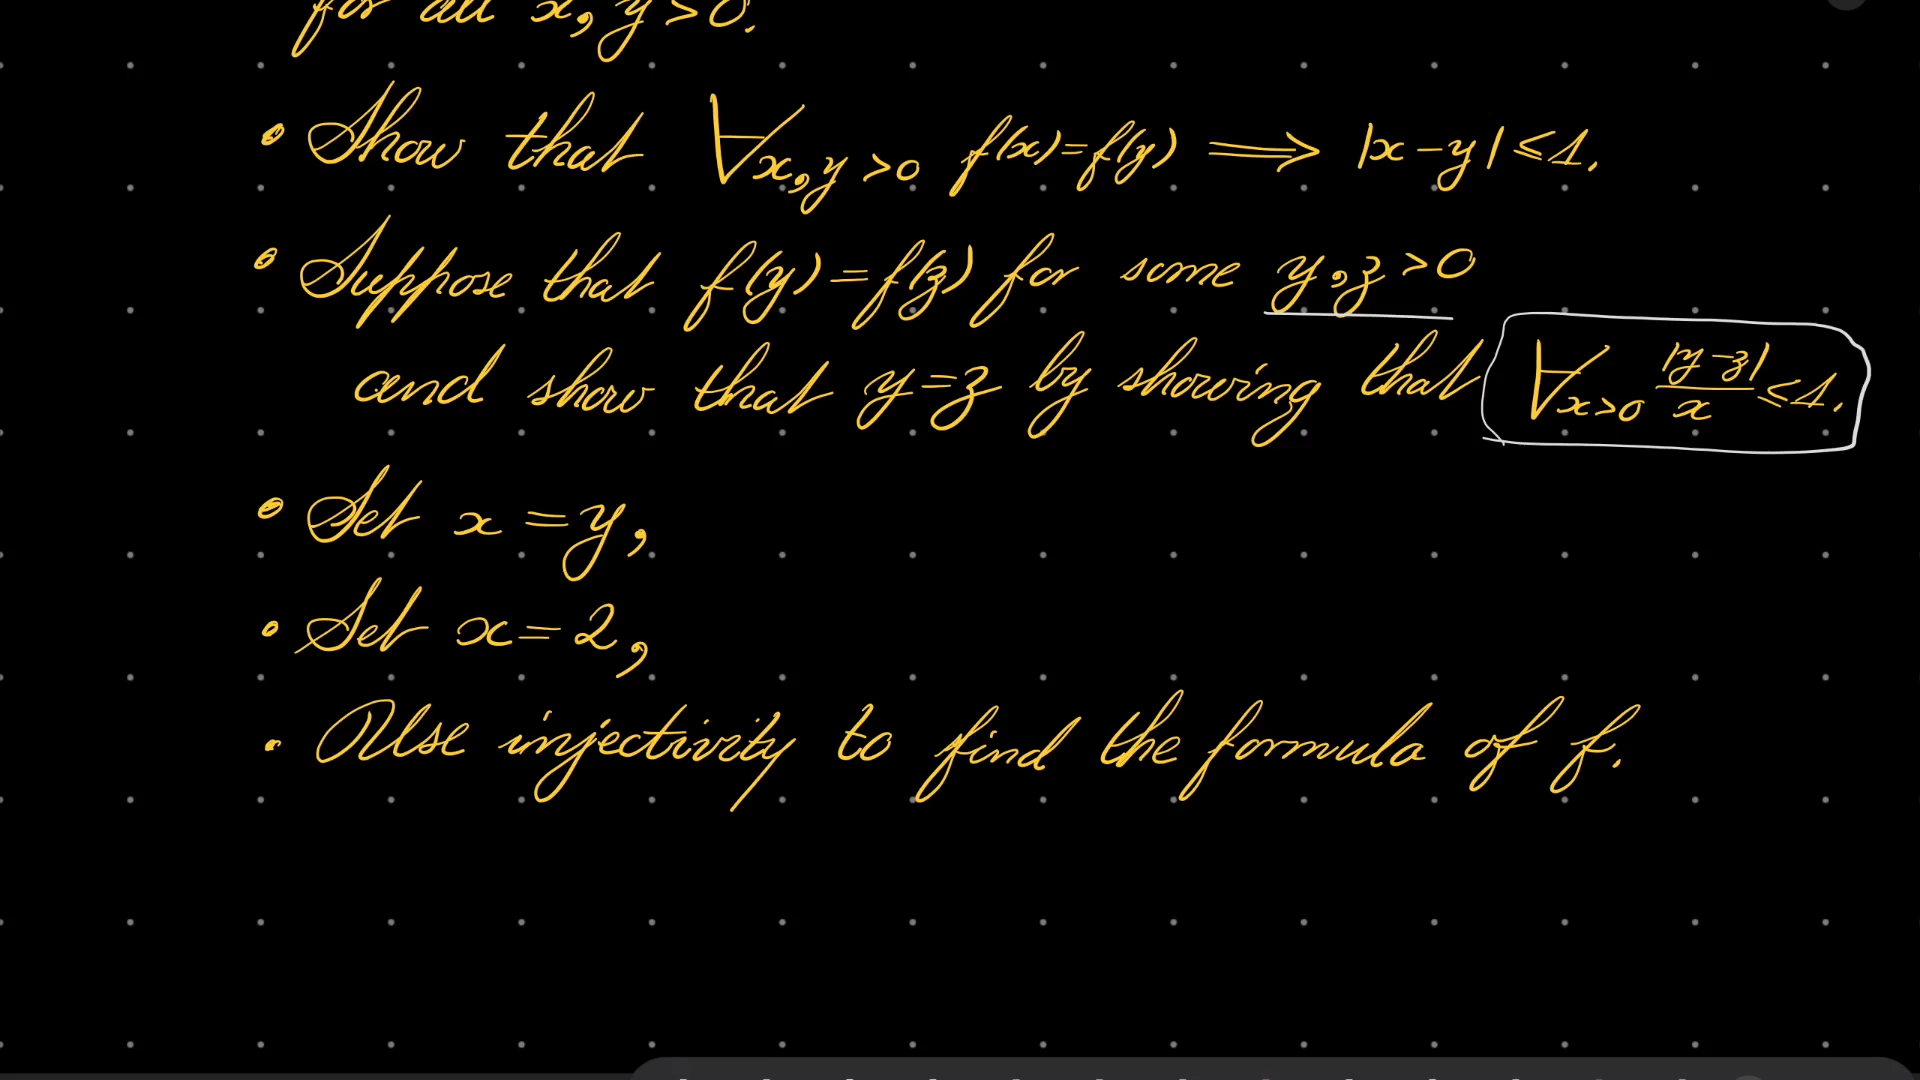 for all x, y > 0.
• Show that ∀x,y>0 f(x)=f(y) ⟹ |x-y| ≤ 1.
• Suppose that f(y)=f(z) for some y, z > 0
and show that y=z by showing that ∀x>0 |y-z|/x ≤ 1.
• Set x = y,
• Set x = 2,
• Use injectivity to find the formula of f.